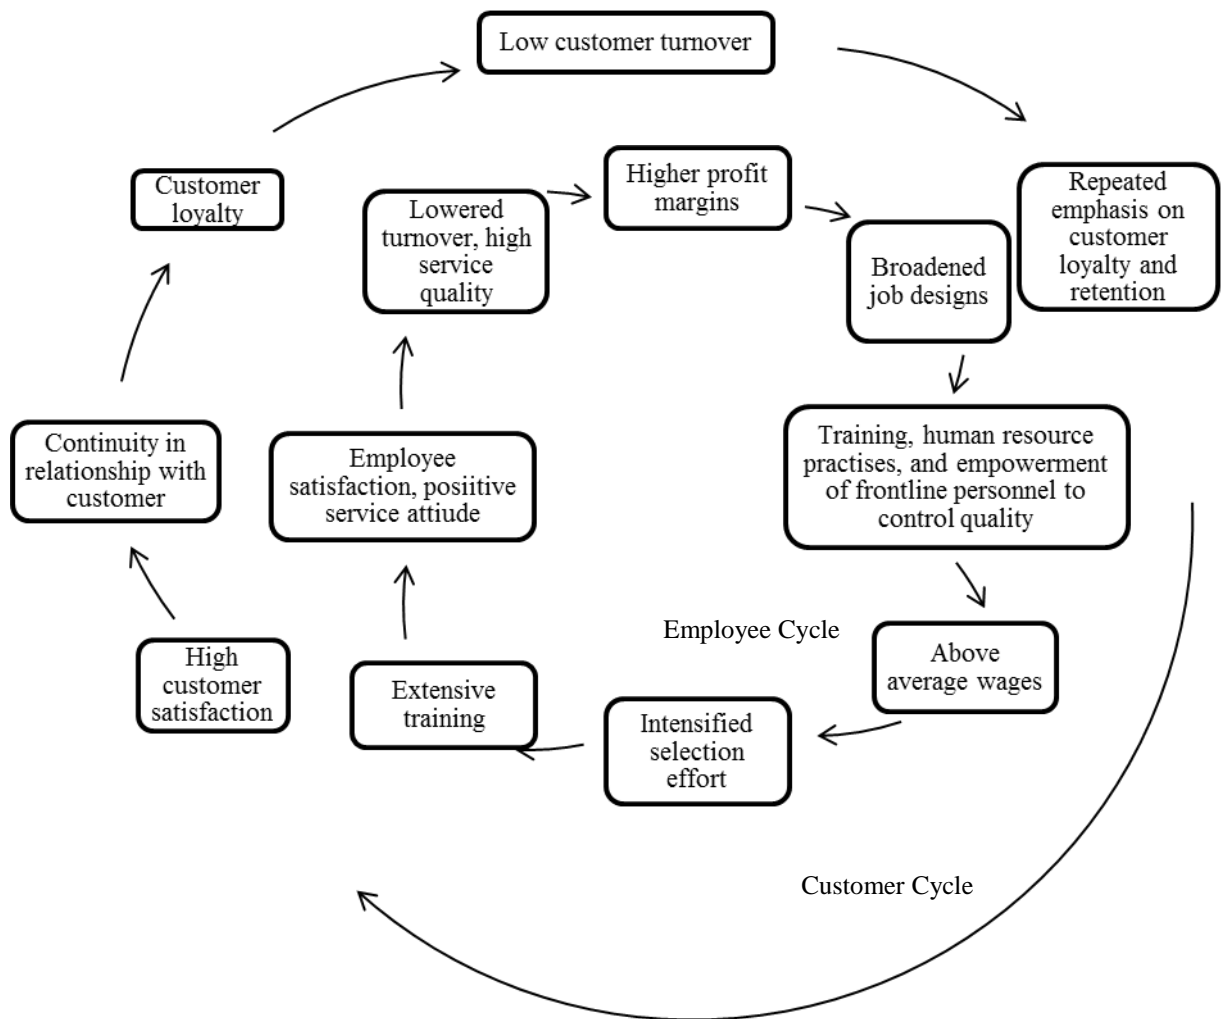 Low customer turnover
Customer
loyalty
Lowered
turnover, high
service
quality
Higher profit
margins
Broadened
job designs
Repeated
emphasis on
customer
loyalty and
retention
Continuity in
relationship with
customer
Employee
satisfaction, posiitive
service attiude
Training, human resource
practises, and empowerment
of frontline personnel to
control quality
High
customer
satisfaction
Extensive
training
Employee Cycle
Intensified
selection
effort
Above
average wages
Customer Cycle